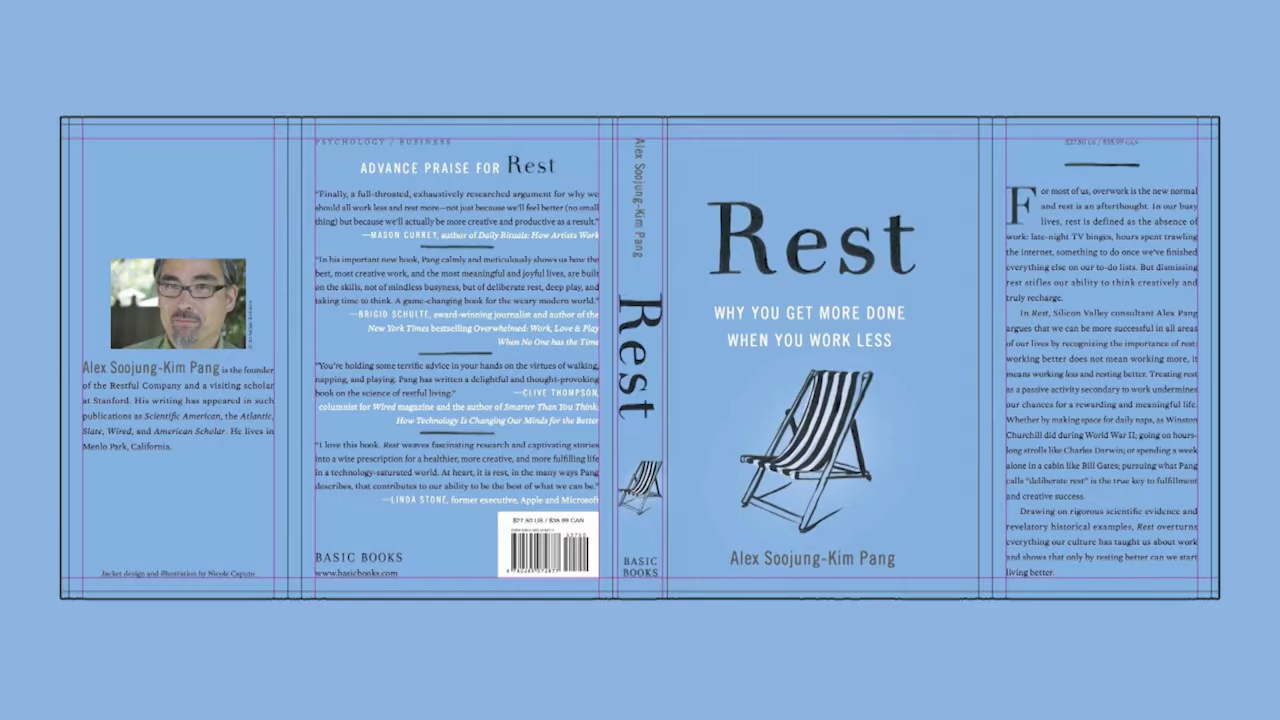 Alex Soojung-Kim Pang is the founder
of the Restful Company and a visiting scholar
at Stanford. His writing has appeared in such
publications as Scientific American, the Atlantic,
Slate, Wired, and American Scholar. He lives in
Menlo Park, California.
Jacket design and illustration by Nicole Caputo
PSYCHOLOGY / BUSINESS
ADVANCE PRAISE FOR Rest
"Finally, a full-throated, exhaustively researched argument for why we
should all work less and rest more—not just because we'll feel better (no small
thing) but because we'll actually be more creative and productive as a result."
—MASON CURREY, author of Daily Rituals: How Artists Work
"In his important new book, Pang calmly and meticulously shows us how the
best, most creative work, and the most meaningful and joyful lives, are built
on the skills, not of mindless busyness, but of deliberate rest, deep play, and
taking time to think. A game-changing book for the weary modern world."
—BRIGID SCHULTE, award-winning journalist and author of the
New York Times bestselling Overwhelmed: Work, Love & Play
When No One has the Time
"You're holding some terrific advice in your hands on the virtues of walking,
napping, and playing. Pang has written a delightful and thought-provoking
book on the science of restful living." —CLIVE THOMPSON,
columnist for Wired magazine and the author of Smarter Than You Think:
How Technology Is Changing Our Minds for the Better
"I love this book. Rest weaves fascinating research and captivating stories
into a wise prescription for a healthier, more creative, and more fulfilling life
in a technology-saturated world. At heart, it is rest, in the many ways Pang
describes, that contributes to our ability to be the best of what we can be."
—LINDA STONE, former executive, Apple and Microsoft
$27.50 US / $35.99 CAN
BASIC BOOKS
www.basicbooks.com
Alex Soojung-Kim Pang
Rest
BASIC
BOOKS
Rest
WHY YOU GET MORE DONE
WHEN YOU WORK LESS
Alex Soojung-Kim Pang
$27.50 US / $35.99 CAN
For most of us, overwork is the new normal
and rest is an afterthought. In our busy
lives, rest is defined as the absence of
work: late-night TV binges, hours spent trawling
the internet, something to do once we've finished
everything else on our to-do lists. But dismissing
rest stifles our ability to think creatively and
truly recharge.
In Rest, Silicon Valley consultant Alex Pang
argues that we can be more successful in all areas
of our lives by recognizing the importance of rest:
working better does not mean working more, it
means working less and resting better. Treating rest
as a passive activity secondary to work undermines
our chances for a rewarding and meaningful life.
Whether by making space for daily naps, as Winston
Churchill did during World War II; going on hours-
long strolls like Charles Darwin; or spending a week
alone in a cabin like Bill Gates; pursuing what Pang
calls "deliberate rest" is the true key to fulfillment
and creative success.
Drawing on rigorous scientific evidence and
revelatory historical examples, Rest overturns
everything our culture has taught us about work
and shows that only by resting better can we start
living better.